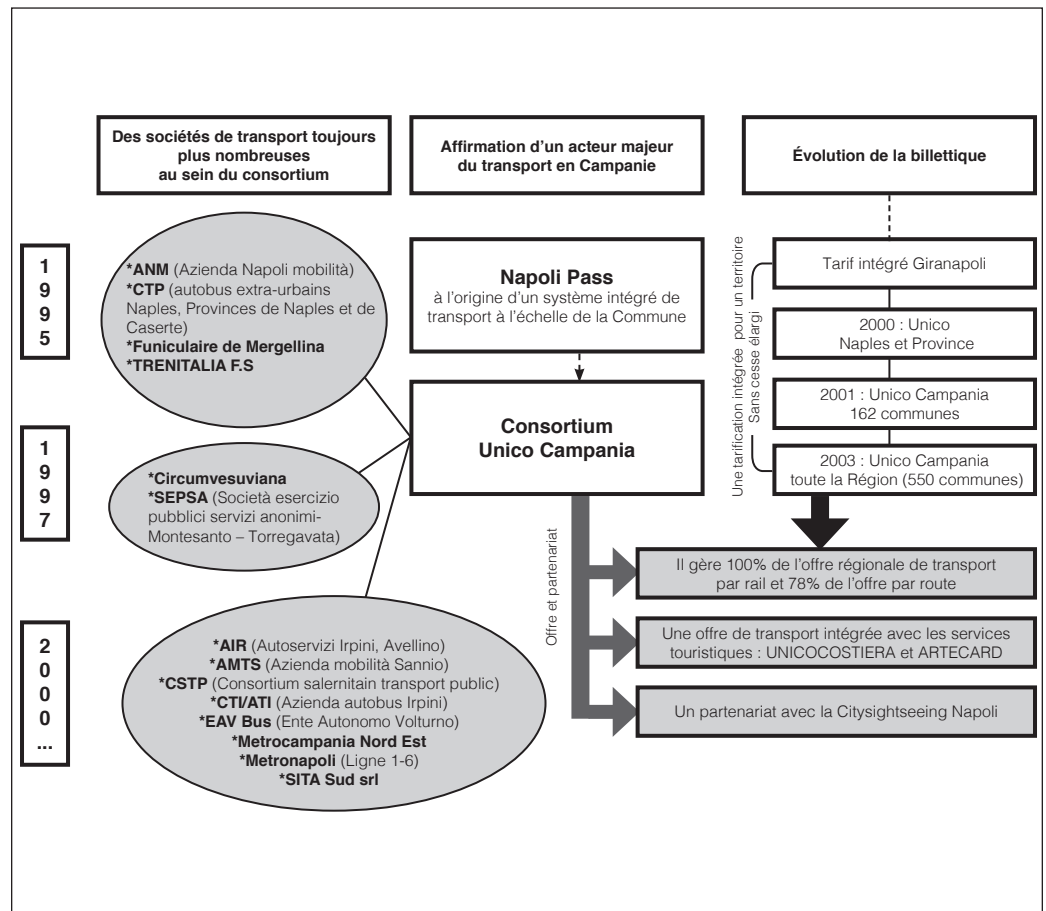 Des sociétés de transport toujours
plus nombreuses
au sein du consortium
Affirmation d'un acteur majeur
du transport en Campanie
Évolution de la billettique
1
9
9
5
*ANM (Azienda Napoli mobilità)
*CTP (autobus extra-urbains
Naples, Provinces de Naples et de
Caserte)
*Funiculaire de Mergellina
*TRENITALIA F.S
1
9
9
7
*Circumvesuviana
*SEPSA (Società esercizio
pubblici servizi anonimi-
Montesanto – Torregavata)
2
0
0
0
...
*AIR (Autoservizi Irpini, Avellino)
*AMTS (Azienda mobilità Sannio)
*CSTP (Consortium salernitain transport public)
*CTI/ATI (Azienda autobus Irpini)
*EAV Bus (Ente Autonomo Volturno)
*Metrocampania Nord Est
*Metronapoli (Ligne 1-6)
*SITA Sud srl
Napoli Pass
à l'origine d'un système intégré de
transport à l'échelle de la Commune
Consortium
Unico Campania
Offre et partenariat
Une tarification intégrée pour un territoire
Sans cesse élargi
Tarif intégré Giranapoli
2000 : Unico
Naples et Province
2001 : Unico Campania
162 communes
2003 : Unico Campania
toute la Région (550 communes)
Il gère 100% de l'offre régionale de transport
par rail et 78% de l'offre par route
Une offre de transport intégrée avec les services
touristiques : UNICOCOSTIERA et ARTECARD
Un partenariat avec la Citysightseeing Napoli